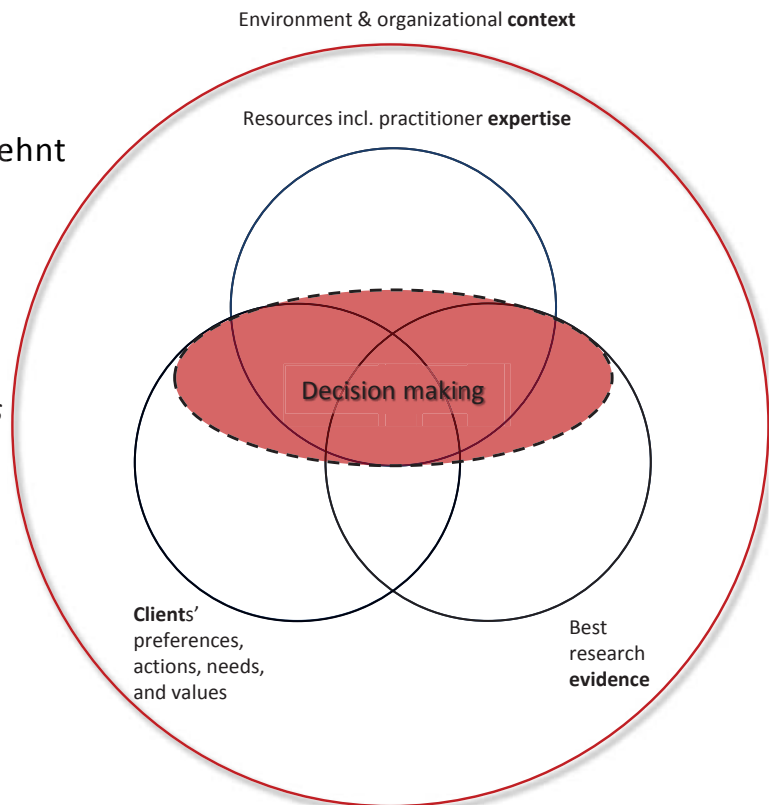 Environment & organizational context
Resources incl. practitioner expertise
ehnt
Decision making
s
Clients’
preferences,
actions, needs,
and values
Best
research
evidence